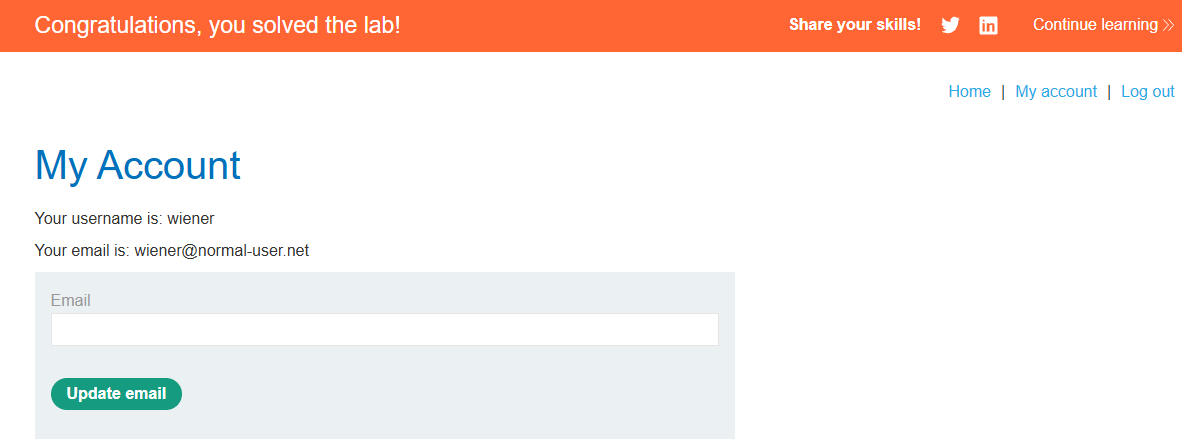 Congratulations, you solved the lab!
Share your skills!
Continue learning
Home | My account | Log out
My Account
Your username is: wiener
Your email is: wiener@normal-user.net
Email
Update email